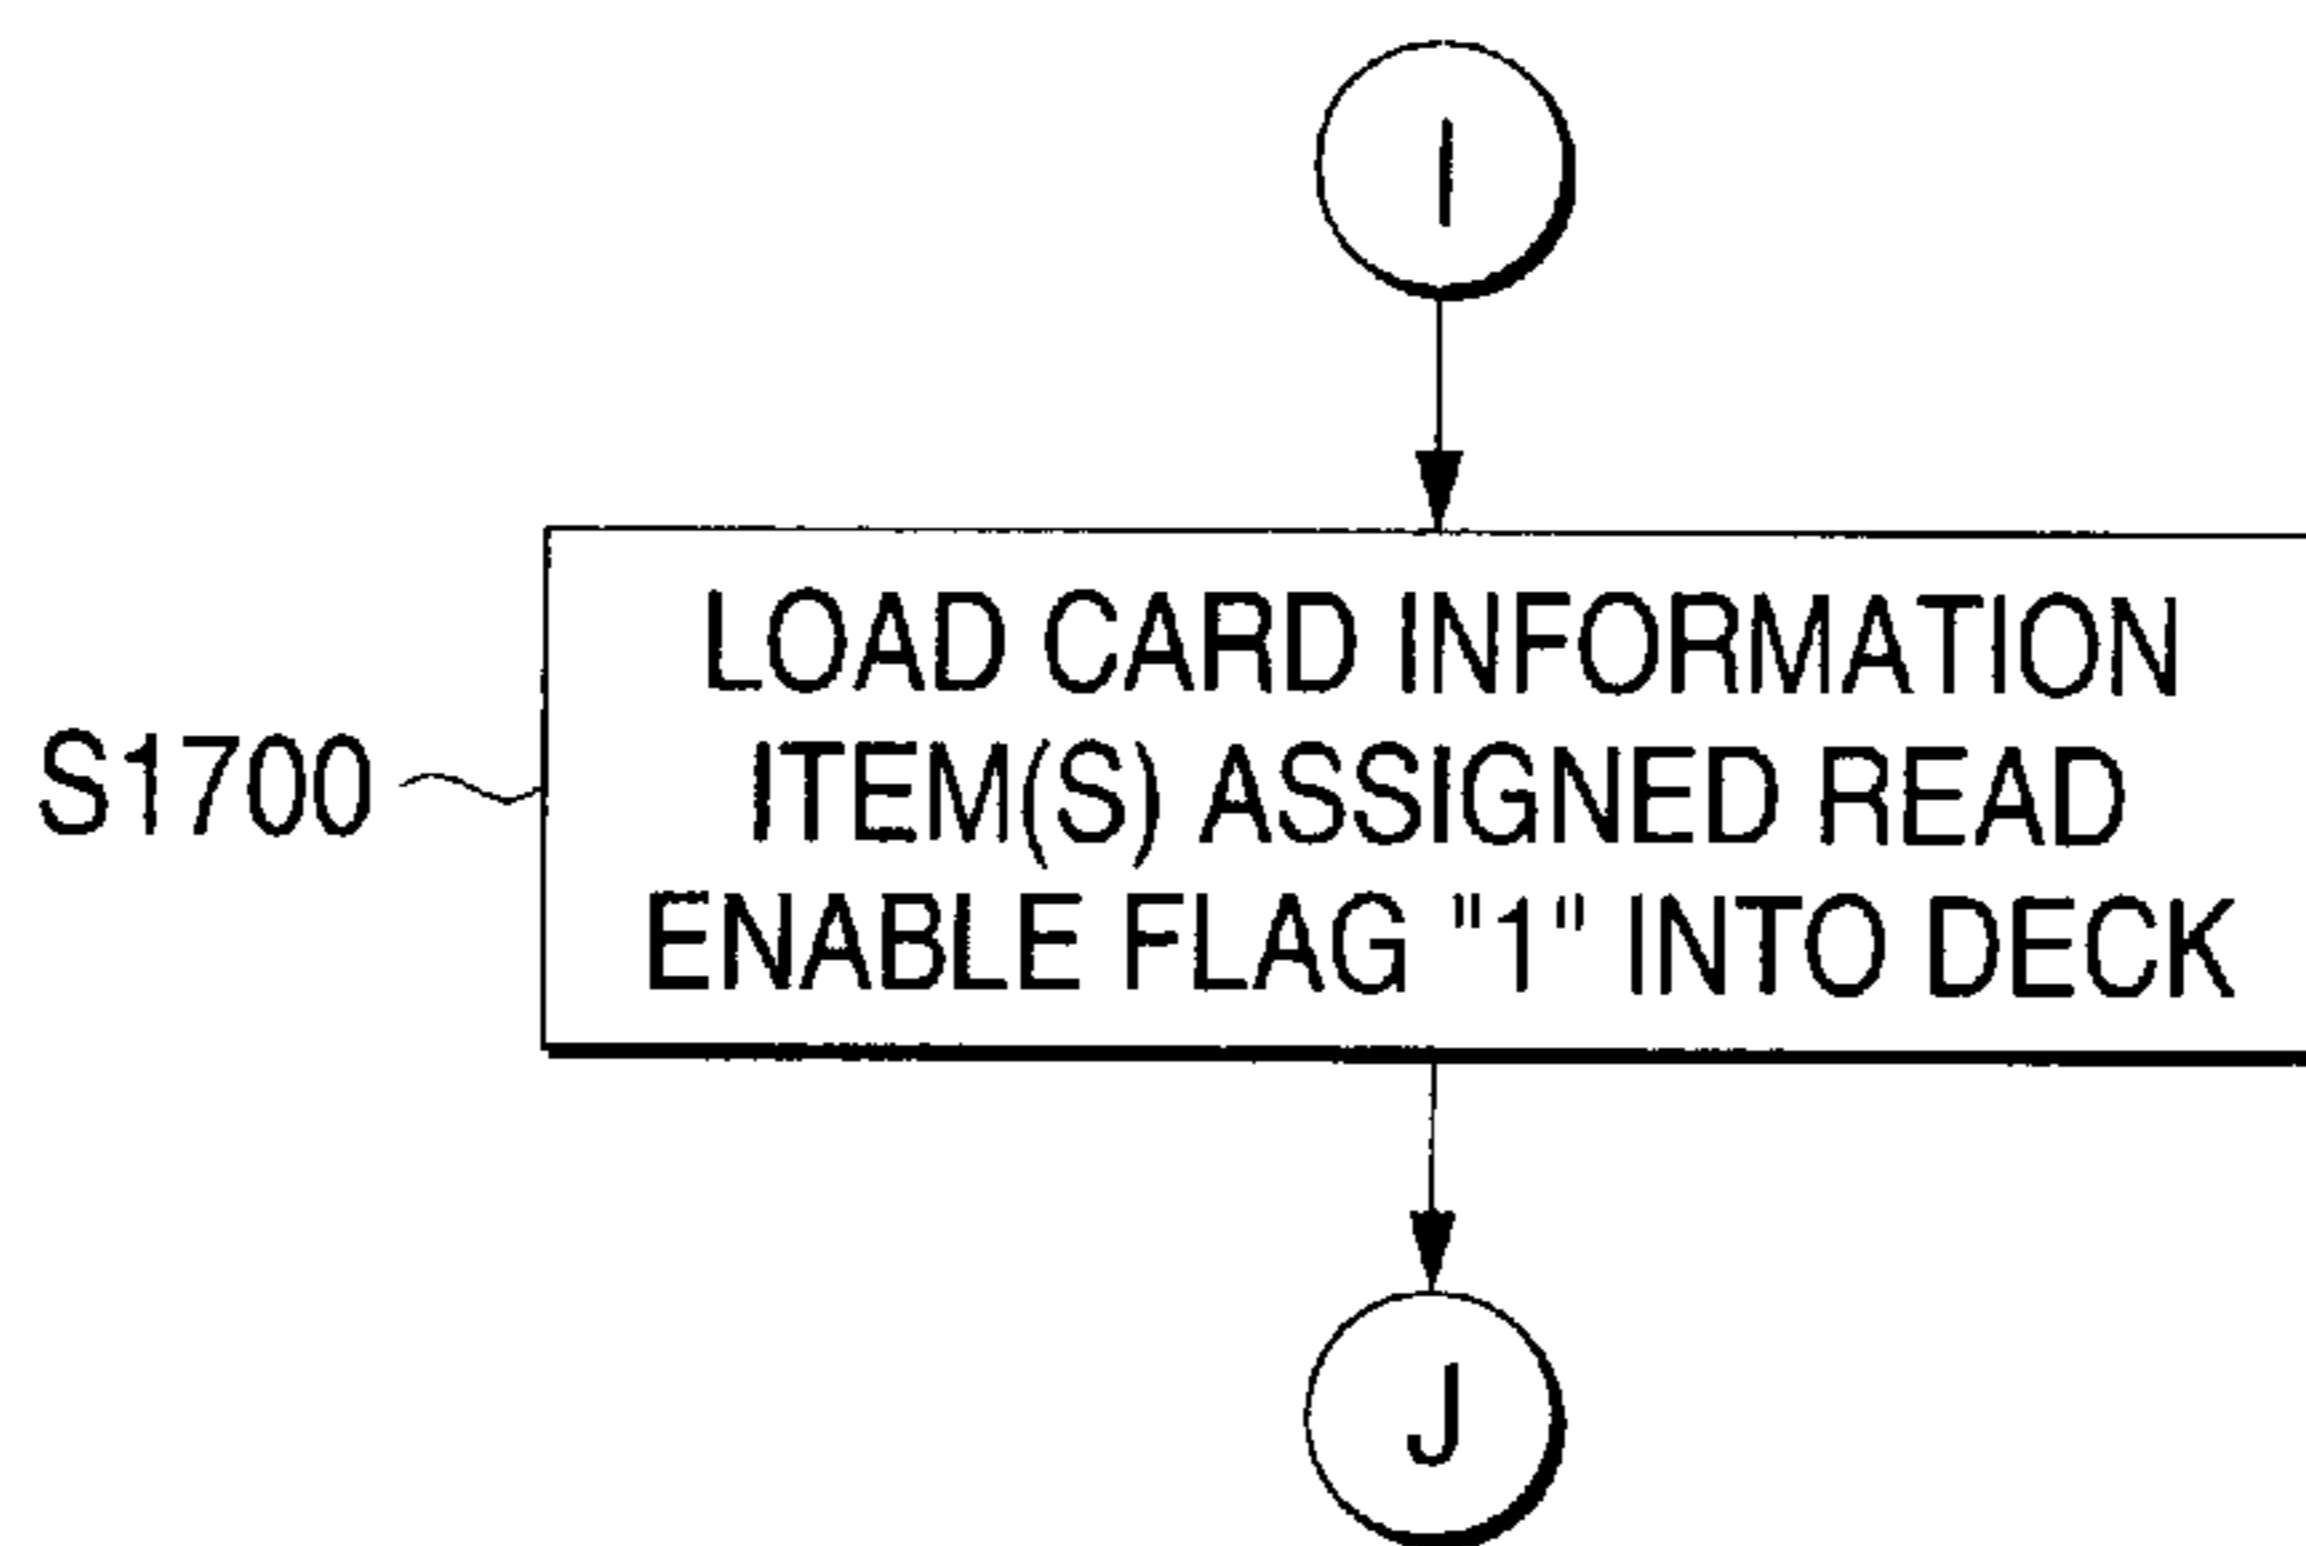 I
LOAD CARD INFORMATION
S1700 ITEM(S) ASSIGNED READ
ENABLE FLAG "1" INTO DECK
J